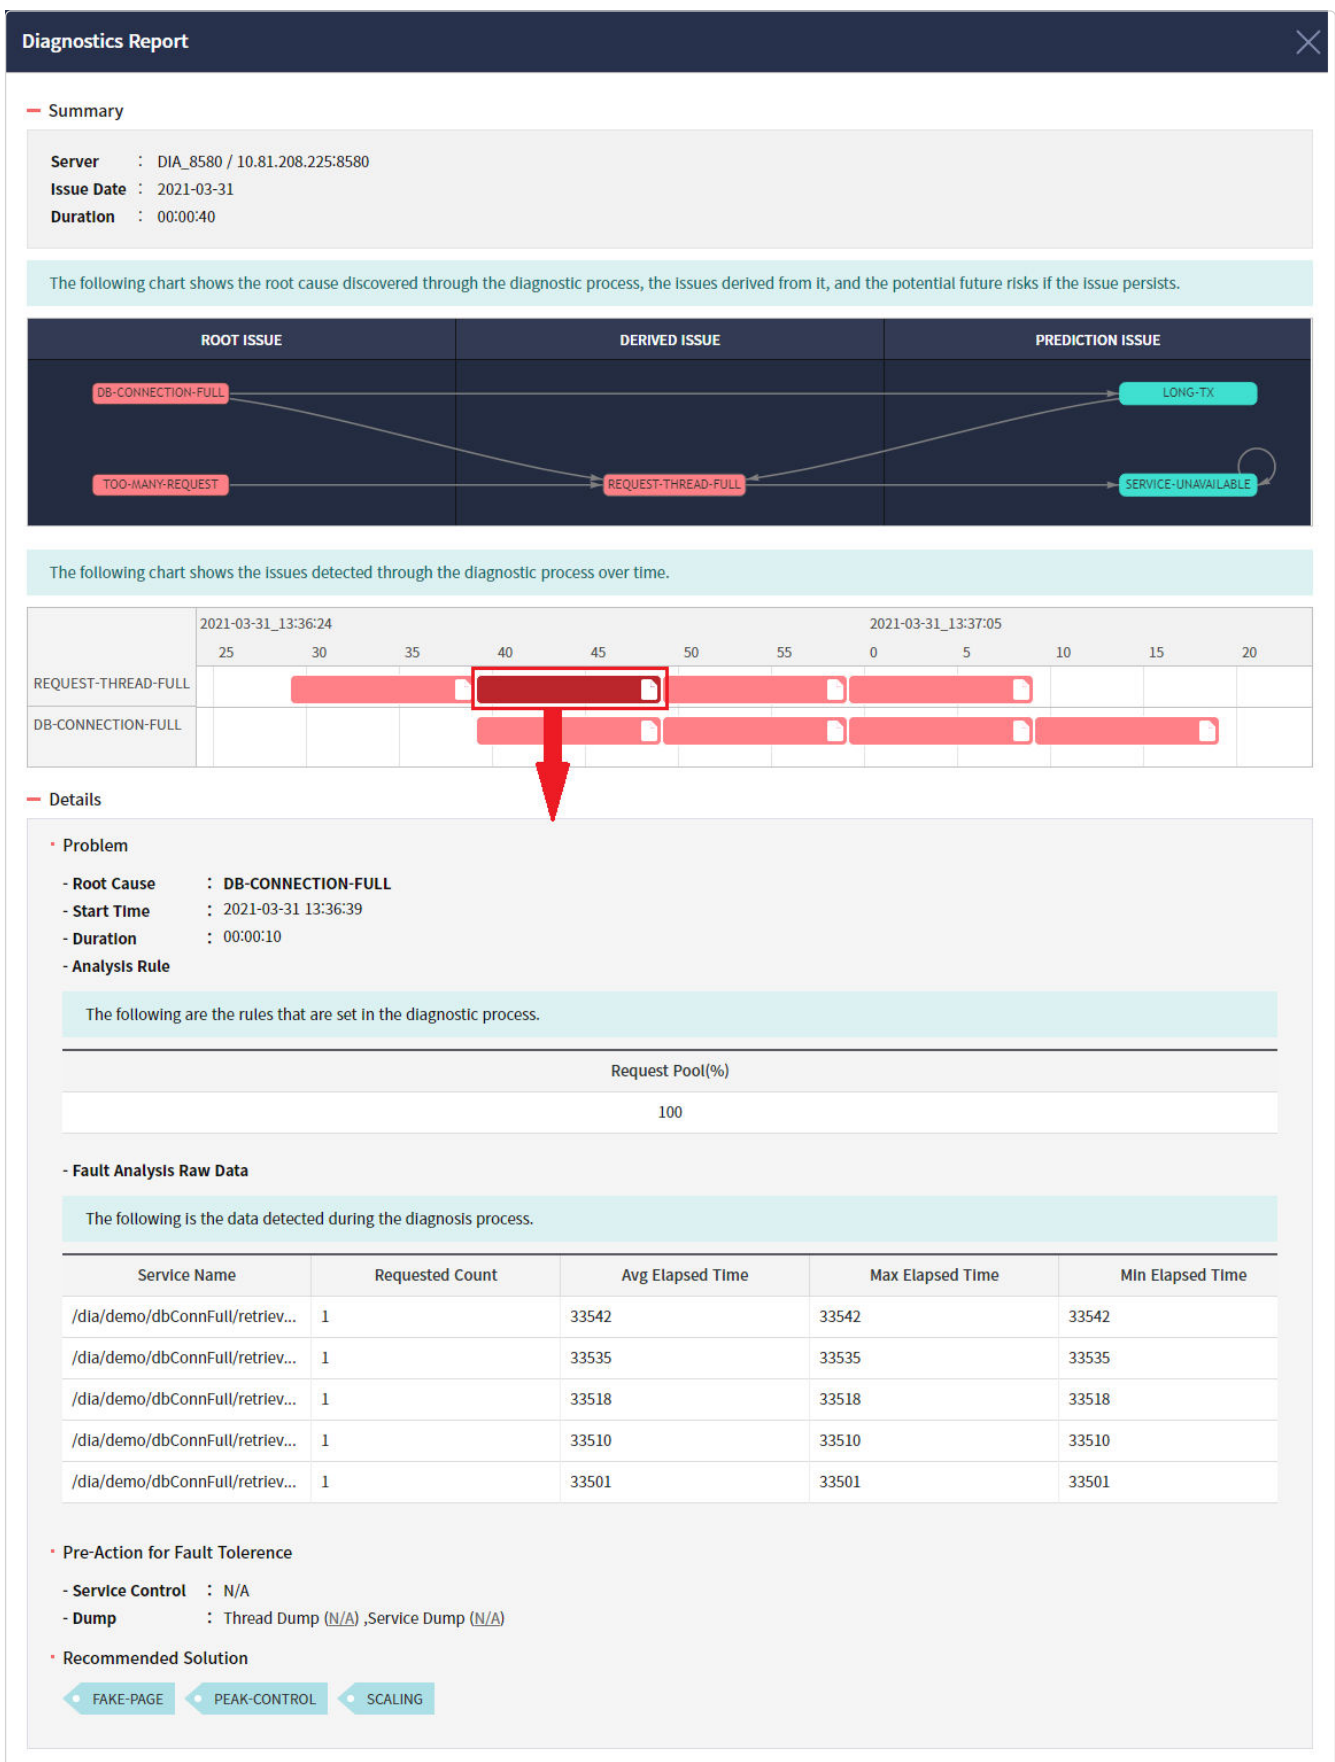 Diagnostics Report
Summary
Server : DIA_8580 / 10.81.208.225:8580
Issue Date : 2021-03-31
Duration : 00:00:40
The following chart shows the root cause discovered through the diagnostic process, the issues derived from it, and the potential future risks if the issue persists.
ROOT ISSUE DERIVED ISSUE PREDICTION ISSUE
DB-CONNECTION-FULL LONG-TX
TOO-MANY-REQUEST REQUEST-THREAD-FULL SERVICE-UNAVAILABLE
The following chart shows the issues detected through the diagnostic process over time.
2021-03-31_13:36:24 2021-03-31_13:37:05
25 30 35 40 45 50 55 0 5 10 15 20
REQUEST-THREAD-FULL
DB-CONNECTION-FULL
Details
Problem
- Root Cause : DB-CONNECTION-FULL
- Start Time : 2021-03-31 13:36:39
- Duration : 00:00:10
- Analysis Rule
The following are the rules that are set in the diagnostic process.
Request Pool(%)
100
- Fault Analysis Raw Data
The following is the data detected during the diagnosis process.
Service Name Requested Count Avg Elapsed Time Max Elapsed Time Min Elapsed Time
/dia/demo/dbConnFull/retriev... 1 33542 33542 33542
/dia/demo/dbConnFull/retriev... 1 33535 33535 33535
/dia/demo/dbConnFull/retriev... 1 33518 33518 33518
/dia/demo/dbConnFull/retriev... 1 33510 33510 33510
/dia/demo/dbConnFull/retriev... 1 33501 33501 33501
Pre-Action for Fault Tolerence
- Service Control : N/A
- Dump : Thread Dump (N/A) ,Service Dump (N/A)
Recommended Solution
FAKE-PAGE PEAK-CONTROL SCALING